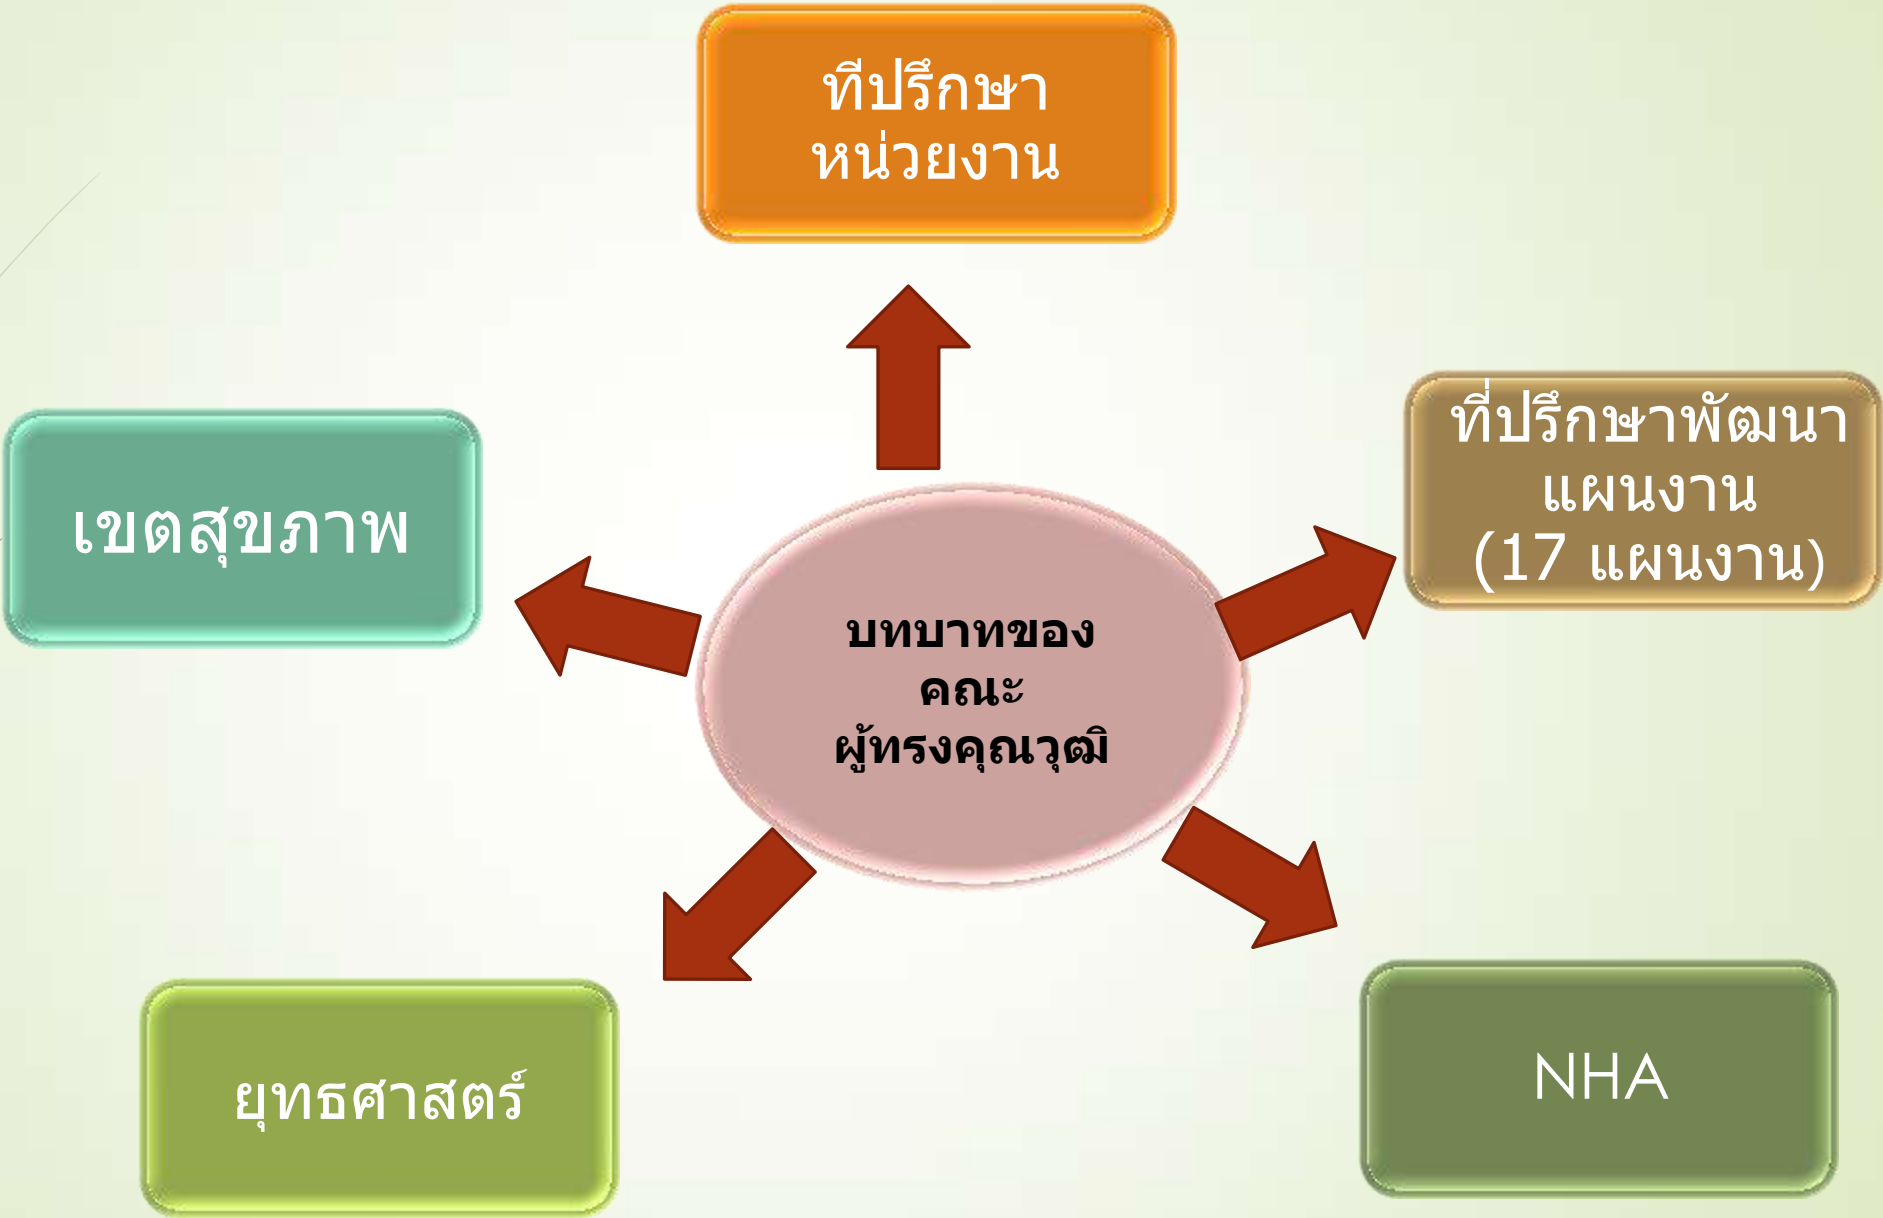 ที่ปรึกษา
หน่วยงาน
ที่ปรึกษาพัฒนา
แผนงาน
(17 แผนงาน)
เขตสุขภาพ
บทบาทของ
คณะ
ผู้ทรงคุณวุฒิ
ยุทธศาสตร์
NHA